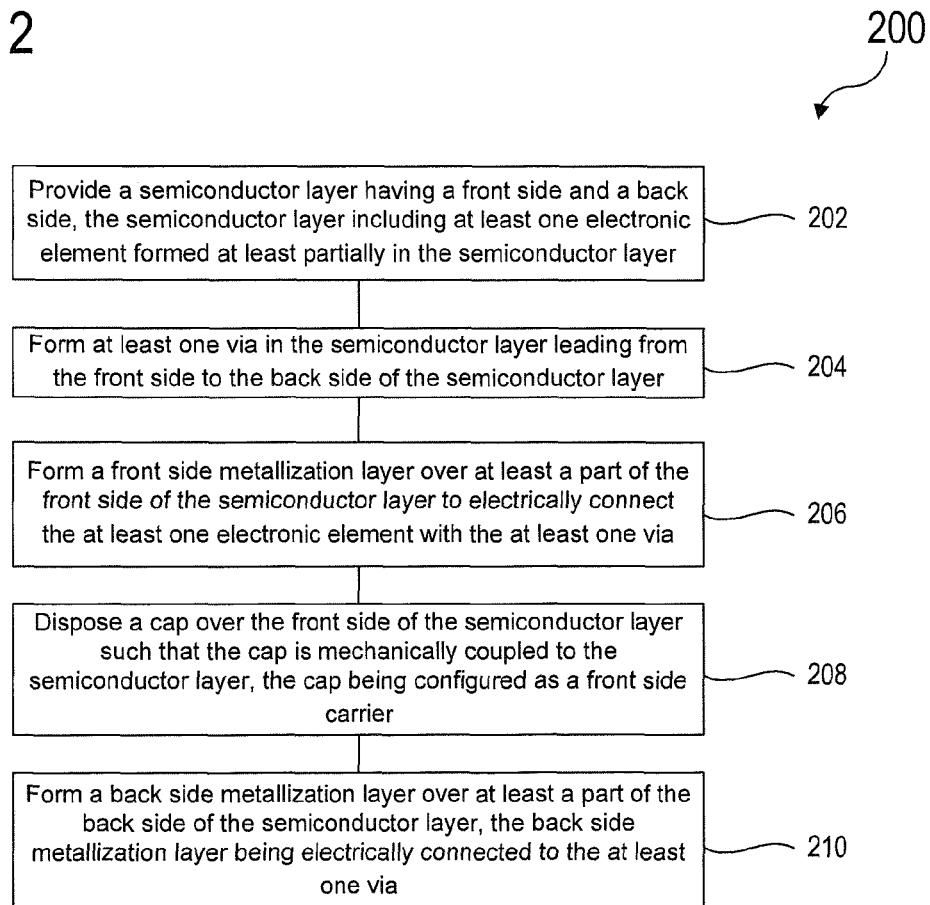 2
200
Provide a semiconductor layer having a front side and a back
side, the semiconductor layer including at least one electronic
element formed at least partially in the semiconductor layer
202
Form at least one via in the semiconductor layer leading from
the front side to the back side of the semiconductor layer
204
Form a front side metallization layer over at least a part of the
front side of the semiconductor layer to electrically connect
the at least one electronic element with the at least one via
206
Dispose a cap over the front side of the semiconductor layer
such that the cap is mechanically coupled to the
semiconductor layer, the cap being configured as a front side
carrier
208
Form a back side metallization layer over at least a part of the
back side of the semiconductor layer, the back side
metallization layer being electrically connected to the at least
one via
210